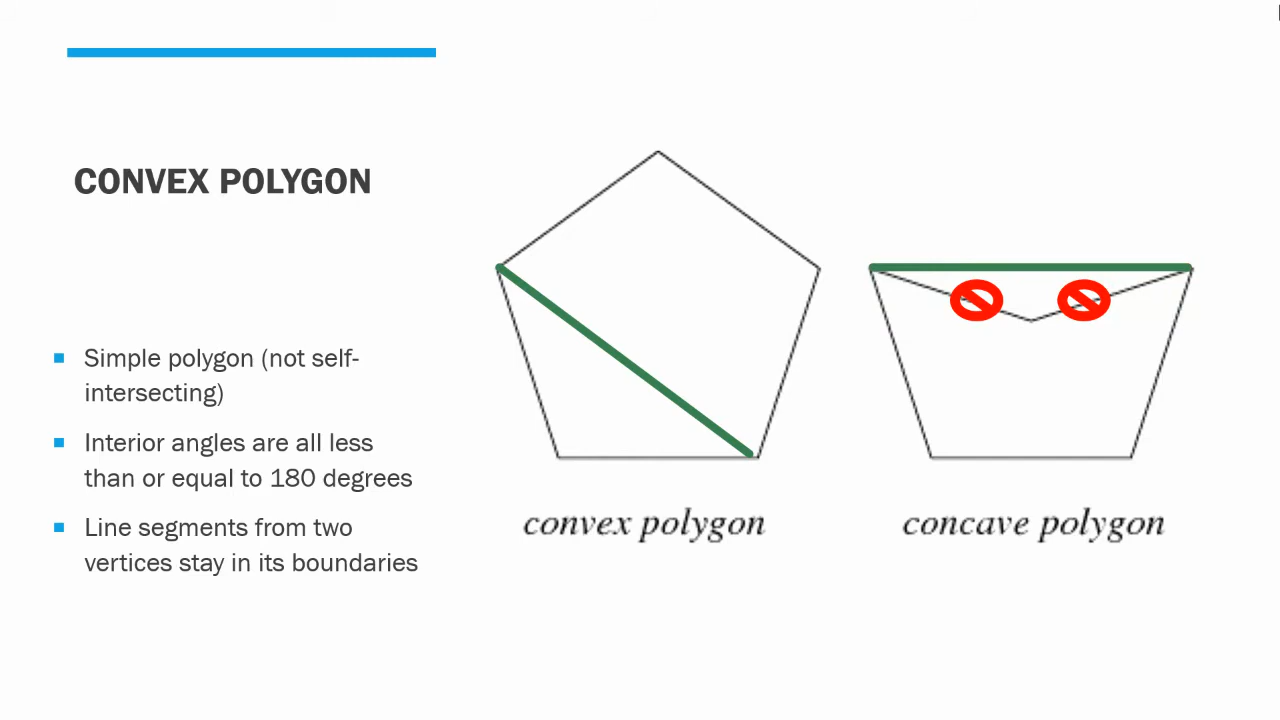 CONVEX POLYGON
Simple polygon (not self-
intersecting)
Interior angles are all less
than or equal to 180 degrees
Line segments from two
vertices stay in its boundaries
convex polygon
concave polygon